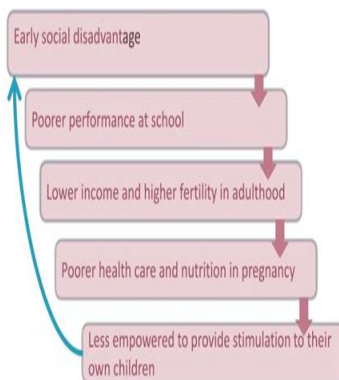 Early social disadvantage
Poorer performance at school
Lower income and higher fertility in adulthood
Poorer health care and nutrition in pregnancy
Less empowered to provide stimulation to their
own children